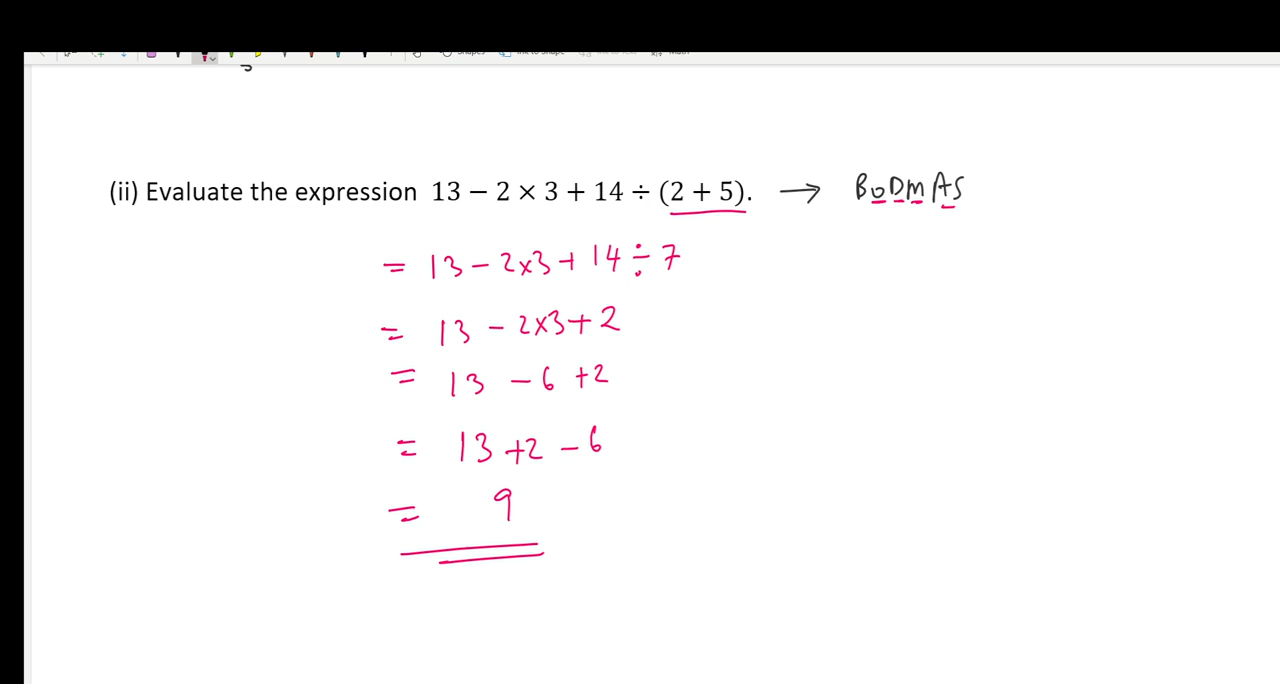 (ii) Evaluate the expression 13 − 2 × 3 + 14 ÷ (2 + 5). → BODMAS
= 13 − 2x3 + 14 ÷ 7
= 13 − 2x3 + 2
= 13 − 6 + 2
= 13 + 2 − 6
= 9